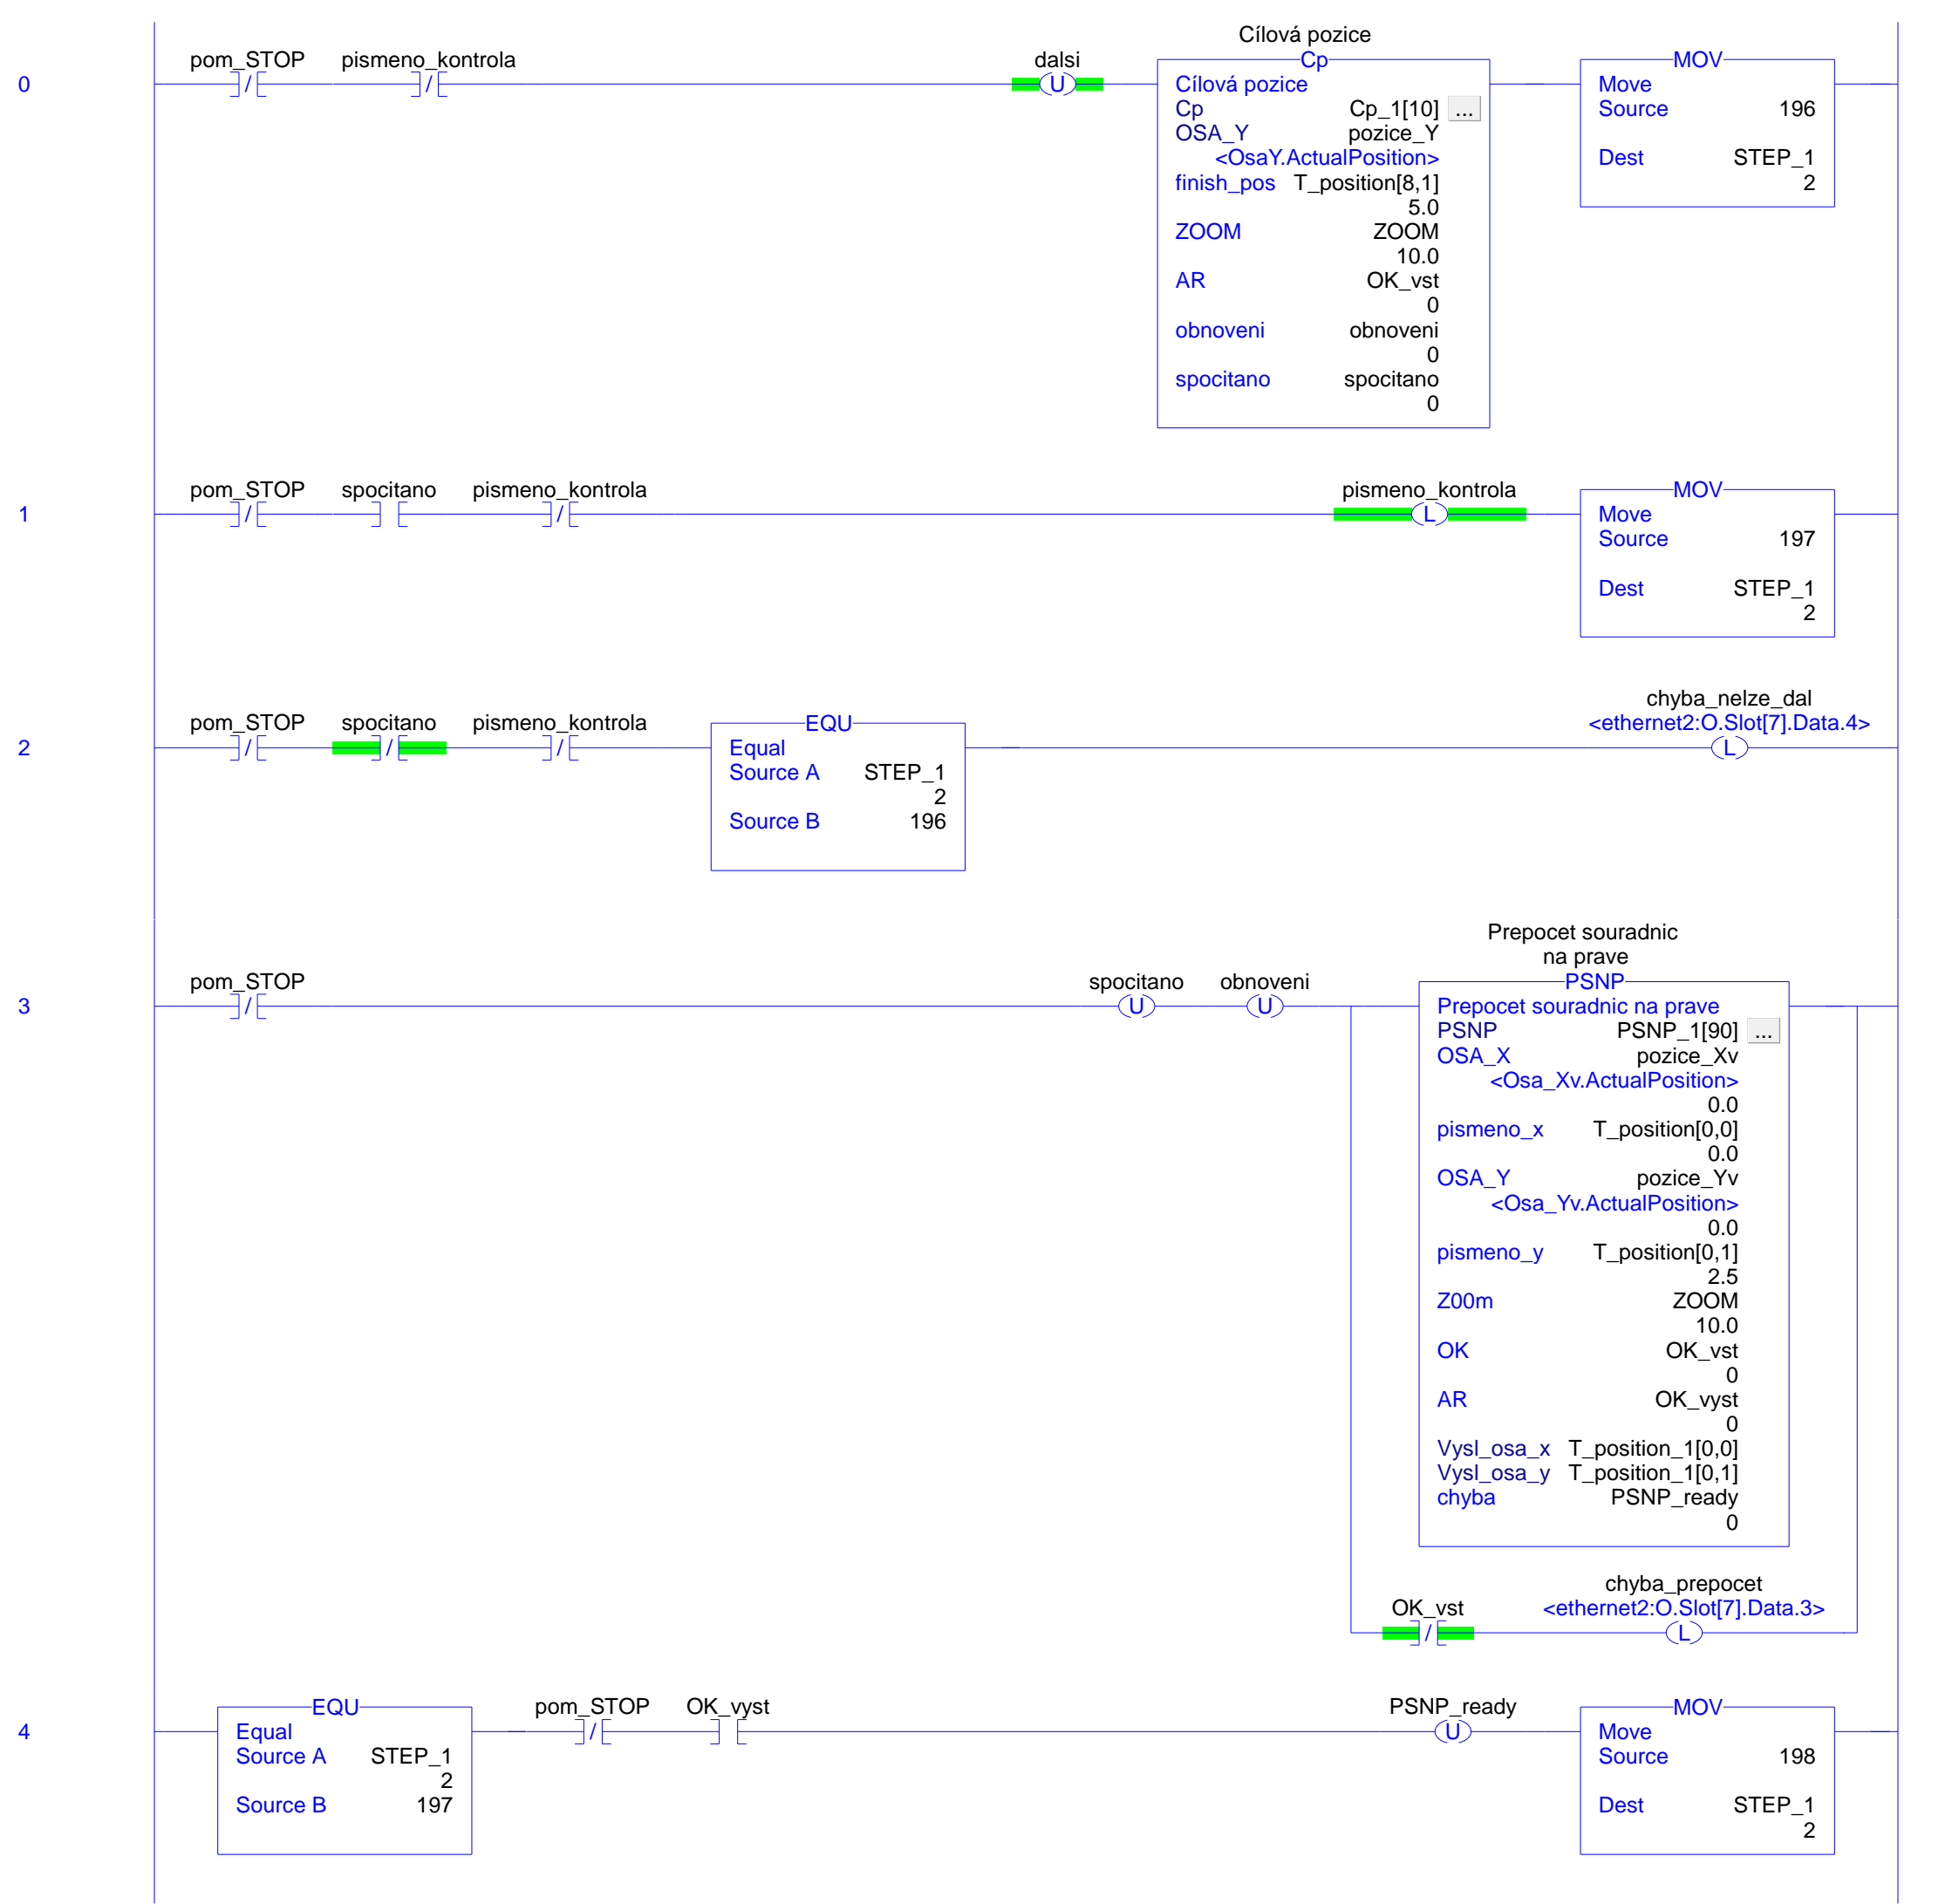 0
pom_STOP
pismeno_kontrola
dalsi
U
Cílová pozice
Cp
Cílová pozice
Cp Cp_1[10] ...
OSA_Y pozice_Y
<OsaY.ActualPosition>
finish_pos T_position[8,1]
5.0
ZOOM ZOOM
10.0
AR OK_vst
0
obnoveni obnoveni
0
spocitano spocitano
0
MOV
Move
Source 196
Dest STEP_1
2
1
pom_STOP
spocitano
pismeno_kontrola
pismeno_kontrola
L
MOV
Move
Source 197
Dest STEP_1
2
2
pom_STOP
spocitano
pismeno_kontrola
EQU
Equal
Source A STEP_1
2
Source B 196
chyba_nelze_dal
<ethernet2:O.Slot[7].Data.4>
L
3
pom_STOP
spocitano
U
obnoveni
U
Prepocet souradnic
na prave
PSNP
Prepocet souradnic na prave
PSNP PSNP_1[90] ...
OSA_X pozice_Xv
<Osa_Xv.ActualPosition>
0.0
pismeno_x T_position[0,0]
0.0
OSA_Y pozice_Yv
<Osa_Yv.ActualPosition>
0.0
pismeno_y T_position[0,1]
2.5
Z00m ZOOM
10.0
OK OK_vst
0
AR OK_vyst
0
Vysl_osa_x T_position_1[0,0]
Vysl_osa_y T_position_1[0,1]
chyba PSNP_ready
0
OK_vst
chyba_prepocet
<ethernet2:O.Slot[7].Data.3>
L
4
EQU
Equal
Source A STEP_1
2
Source B 197
pom_STOP
OK_vyst
PSNP_ready
U
MOV
Move
Source 198
Dest STEP_1
2